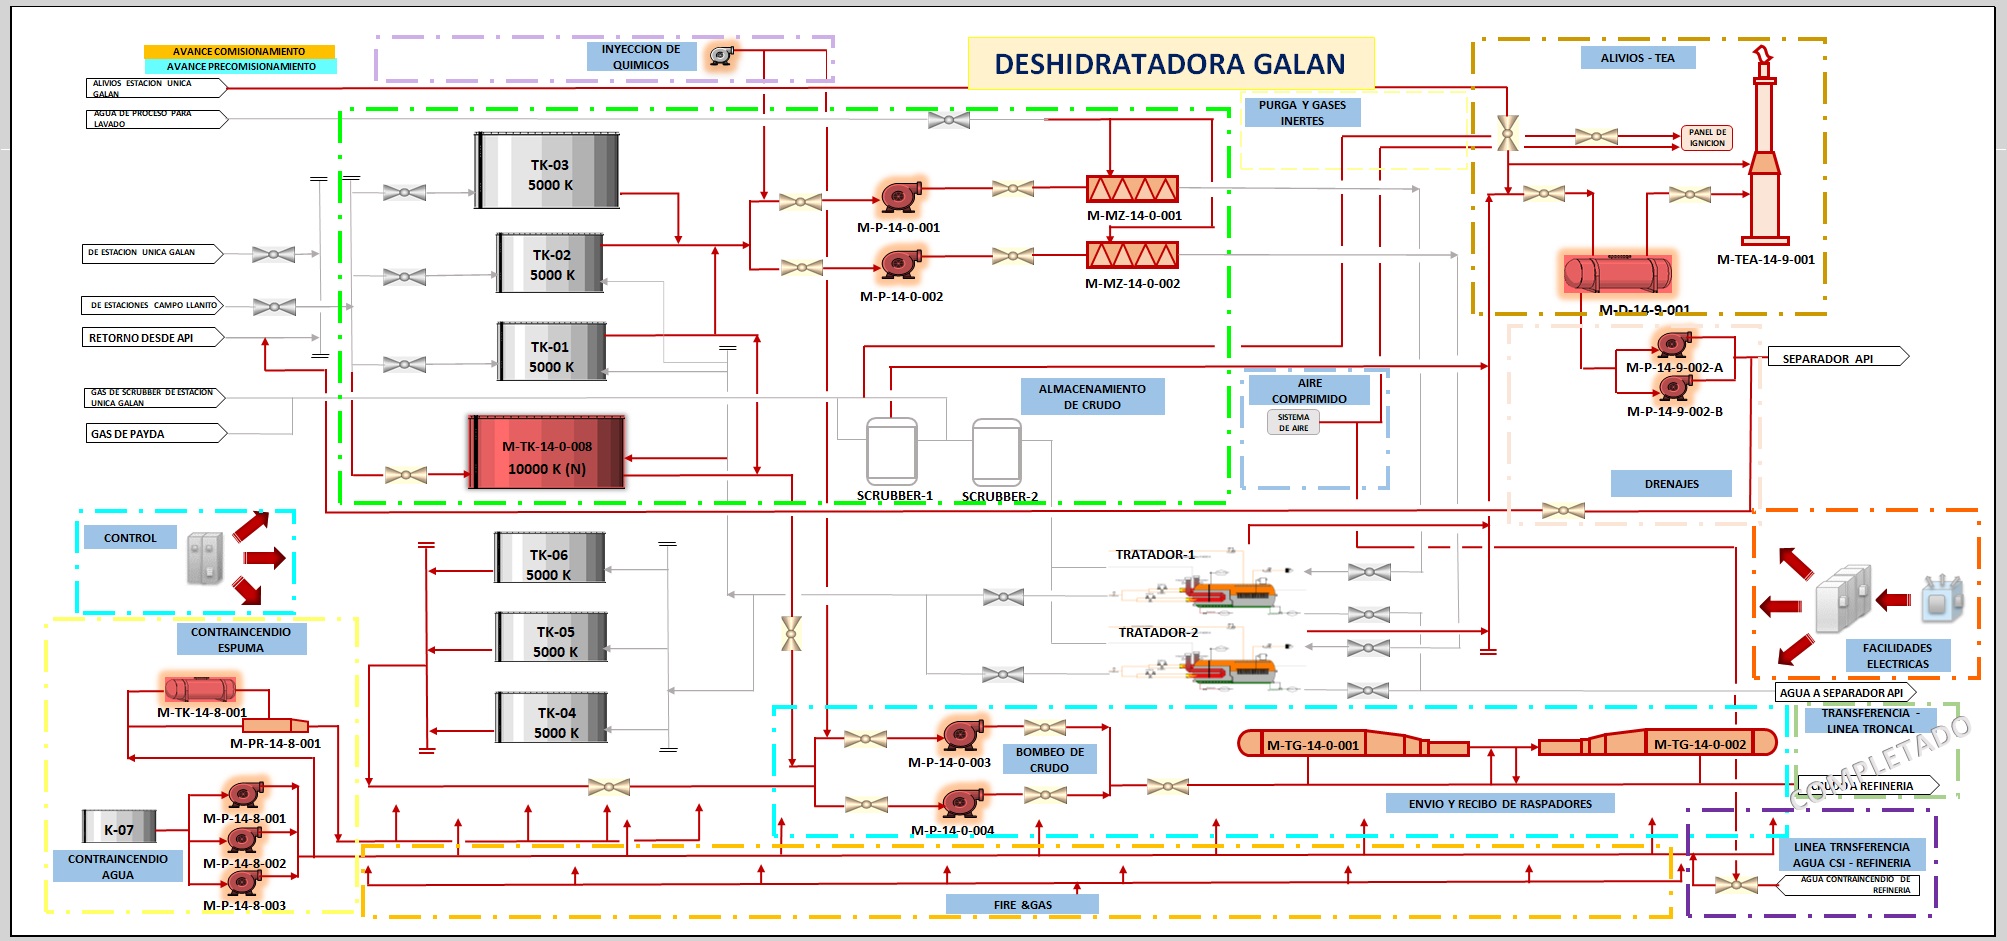 AVANCE COMISIONAMIENTO
AVANCE PRECOMISIONAMIENTO
INYECCION DE
QUIMICOS
DESHIDRATADORA GALAN
ALIVIOS - TEA
ALIVIOS ESTACION UNICA
GALAN
AGUA DE PROCESO PARA
LAVADO
PURGA Y GASES
INERTES
PANEL DE
IGNICION
TK-03
5000 K
M-P-14-0-001
M-MZ-14-0-001
DE ESTACION UNICA GALAN
TK-02
5000 K
M-P-14-0-002
M-MZ-14-0-002
M-TEA-14-9-001
M-D-14-9-001
DE ESTACIONES CAMPO LLANITO
RETORNO DESDE API
TK-01
5000 K
SEPARADOR API
M-P-14-9-002-A
M-P-14-9-002-B
GAS DE SCRUBBER DE ESTACION
UNICA GALAN
GAS DE PAYDA
ALMACENAMIENTO
DE CRUDO
AIRE
COMPRIMIDO
SISTEMA
DE AIRE
M-TK-14-0-008
10000 K (N)
SCRUBBER-1
SCRUBBER-2
DRENAJES
CONTROL
TK-06
5000 K
TRATADOR-1
TK-05
5000 K
TRATADOR-2
CONTRAINCENDIO
ESPUMA
FACILIDADES
ELECTRICAS
M-TK-14-8-001
M-PR-14-8-001
TK-04
5000 K
AGUA A SEPARADOR API
TRANSFERENCIA -
LINEA TRONCAL
COMPLETADO
CRUDO A REFINERIA
M-P-14-0-003
BOMBEO DE
CRUDO
M-TG-14-0-001
M-TG-14-0-002
M-P-14-0-004
ENVIO Y RECIBO DE RASPADORES
K-07
M-P-14-8-001
M-P-14-8-002
M-P-14-8-003
CONTRAINCENDIO
AGUA
LINEA TRNSFERENCIA
AGUA CSI - REFINERIA
AGUA CONTRAINCENDIO DE
REFINERIA
FIRE &GAS